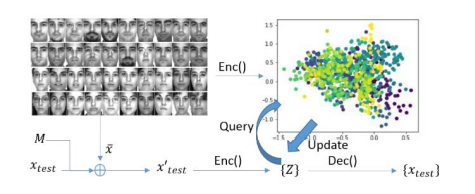 1.5
1.0
0.5
0.0
-0.5
-1.0
-1.5 -1.0 -0.5 0.0 0.5
Enc()
Query
Update
M
x̄
x_test
x'_test
Enc()
{Z}
Dec()
{x_test}